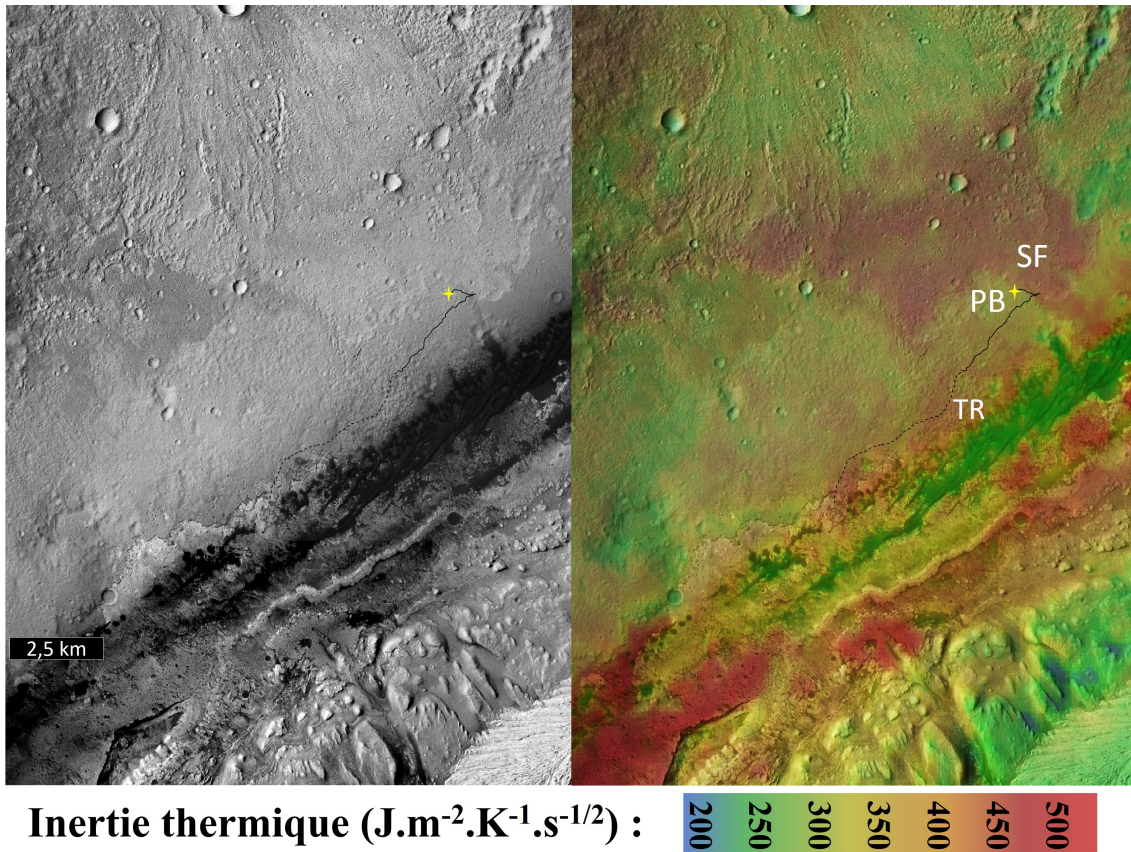 SF
PB
TR
2,5 km
Inertie thermique (J.m-2.K-1.s-1/2) :
200 250 300 350 400 450 500